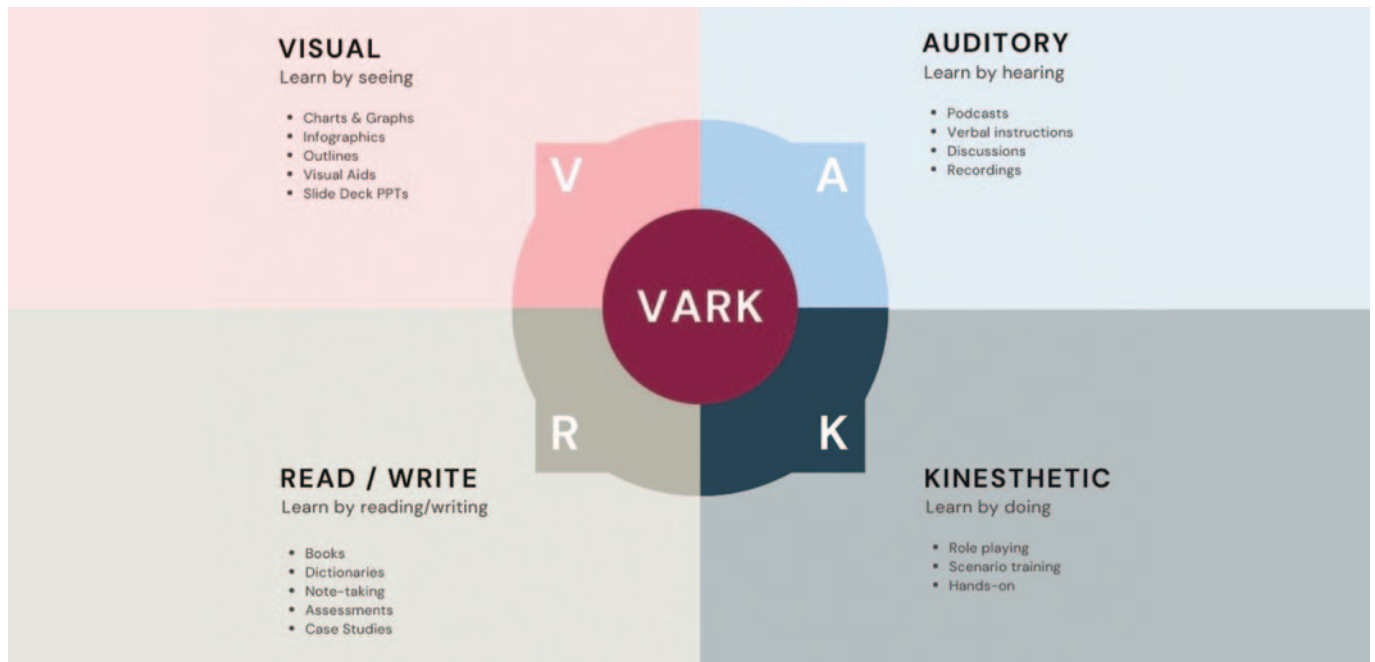 VISUAL
Learn by seeing
• Charts & Graphs
• Infographics
• Outlines
• Visual Aids
• Slide Deck PPTs
AUDITORY
Learn by hearing
• Podcasts
• Verbal instructions
• Discussions
• Recordings
V
A
VARK
R
K
READ / WRITE
Learn by reading/writing
• Books
• Dictionaries
• Note-taking
• Assessments
• Case Studies
KINESTHETIC
Learn by doing
• Role playing
• Scenario training
• Hands-on